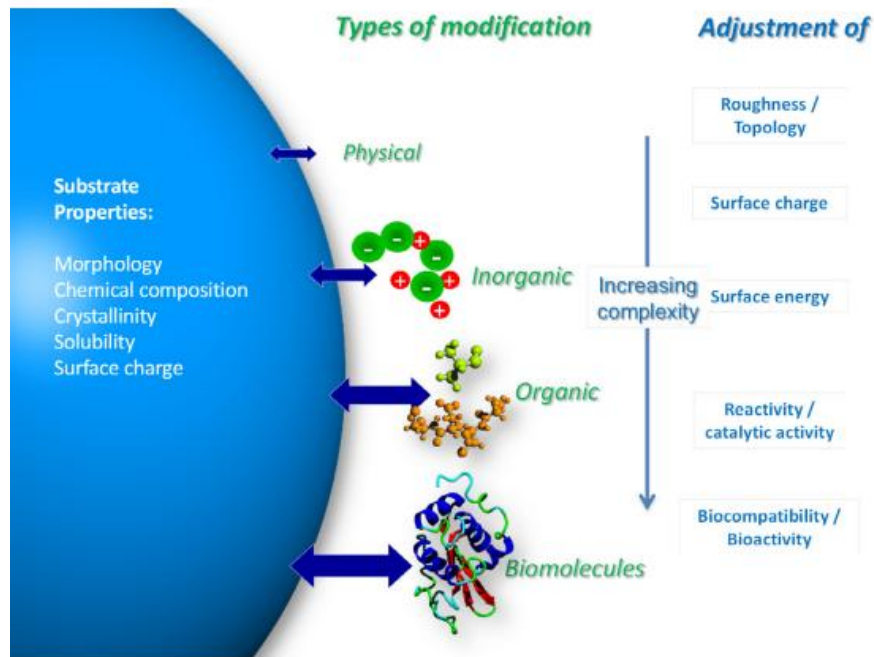 Types of modification
Adjustment of
Substrate
Properties:
Morphology
Chemical composition
Crystallinity
Solubility
Surface charge
Physical
-
-
+
-
+
-
+
+
Inorganic
Organic
Biomolecules
Increasing
complexity
Roughness /
Topology
Surface charge
Surface energy
Reactivity /
catalytic activity
Biocompatibility /
Bioactivity